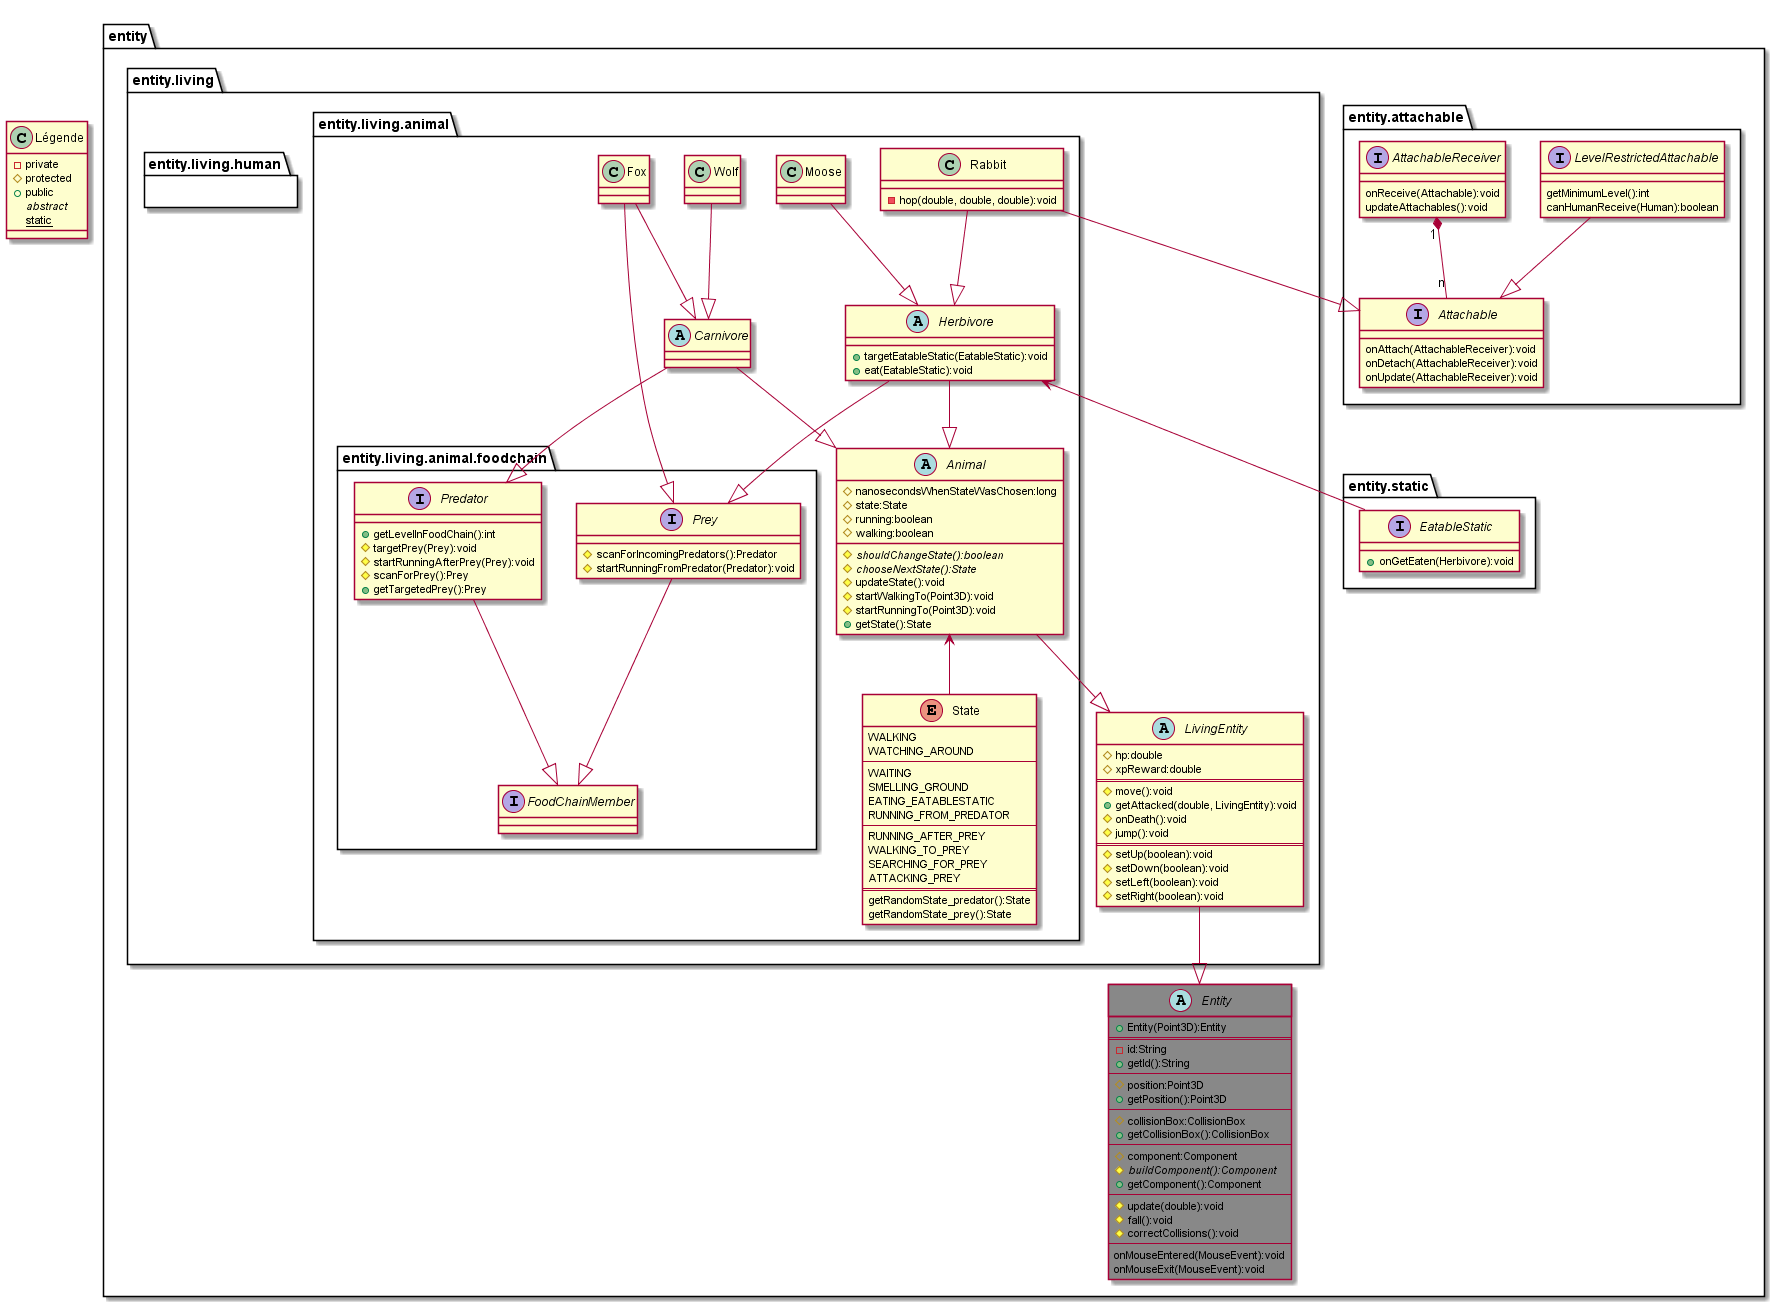 entity
entity.living
C Légende
private
protected
public
abstract
static
entity.living.human
entity.living.animal
C Fox
C Wolf
C Moose
C Rabbit
hop(double, double, double):void
entity.attachable
I AttachableReceiver
onReceive(Attachable):void
updateAttachables():void
I LevelRestrictedAttachable
getMinimumLevel():int
canHumanReceive(Human):boolean
1
n
I Attachable
onAttach(AttachableReceiver):void
onDetach(AttachableReceiver):void
onUpdate(AttachableReceiver):void
A Carnivore
A Herbivore
targetEatableStatic(EatableStatic):void
eat(EatableStatic):void
entity.living.animal.foodchain
I Predator
getLevelInFoodChain():int
targetPrey(Prey):void
startRunningAfterPrey(Prey):void
scanForPrey():Prey
getTargetedPrey():Prey
I Prey
scanForIncomingPredators():Predator
startRunningFromPredator(Predator):void
A Animal
nanosecondsWhenStateWasChosen:long
state:State
running:boolean
walking:boolean
shouldChangeState():boolean
chooseNextState():State
updateState():void
startWalkingTo(Point3D):void
startRunningTo(Point3D):void
getState():State
entity.static
I EatableStatic
onGetEaten(Herbivore):void
I FoodChainMember
E State
WALKING
WATCHING_AROUND
WAITING
SMELLING_GROUND
EATING_EATABLESTATIC
RUNNING_FROM_PREDATOR
RUNNING_AFTER_PREY
WALKING_TO_PREY
SEARCHING_FOR_PREY
ATTACKING_PREY
getRandomState_predator():State
getRandomState_prey():State
A LivingEntity
hp:double
xpReward:double
move():void
getAttacked(double, LivingEntity):void
onDeath():void
jump():void
setUp(boolean):void
setDown(boolean):void
setLeft(boolean):void
setRight(boolean):void
A Entity
Entity(Point3D):Entity
id:String
getId():String
position:Point3D
getPosition():Point3D
collisionBox:CollisionBox
getCollisionBox():CollisionBox
component:Component
buildComponent():Component
getComponent():Component
update(double):void
fall():void
correctCollisions():void
onMouseEntered(MouseEvent):void
onMouseExit(MouseEvent):void